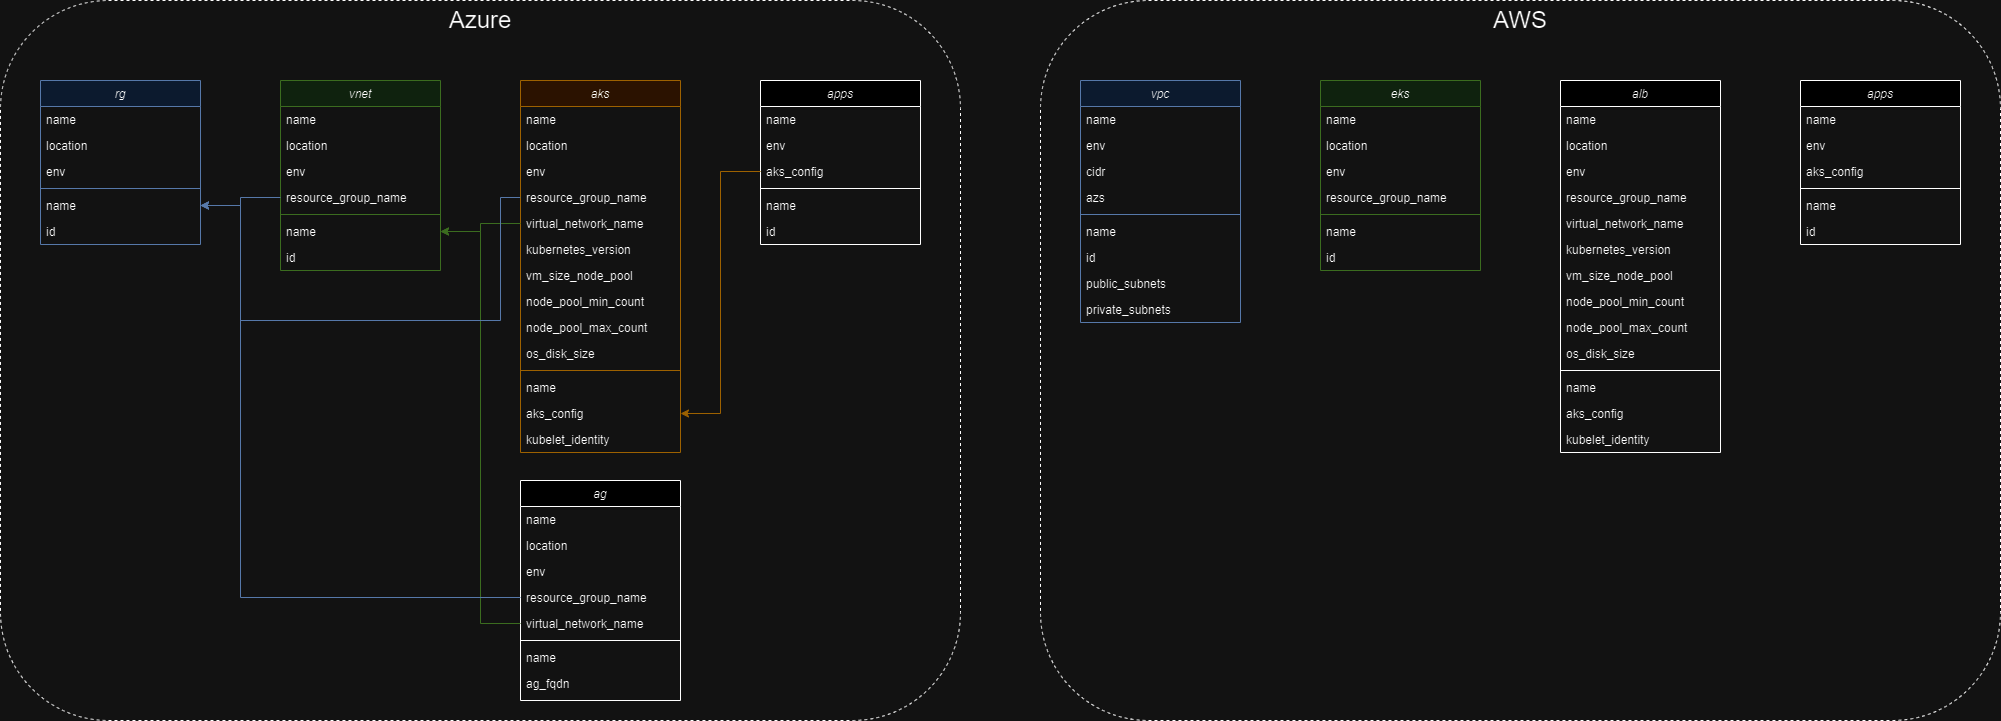 Azure
rg
name
location
env
name
id
vnet
name
location
env
resource_group_name
name
id
aks
name
location
env
resource_group_name
virtual_network_name
kubernetes_version
vm_size_node_pool
node_pool_min_count
node_pool_max_count
os_disk_size
name
aks_config
kubelet_identity
apps
name
env
aks_config
name
id
ag
name
location
env
resource_group_name
virtual_network_name
name
ag_fqdn
AWS
vpc
name
env
cidr
azs
name
id
public_subnets
private_subnets
eks
name
location
env
resource_group_name
name
id
alb
name
location
env
resource_group_name
virtual_network_name
kubernetes_version
vm_size_node_pool
node_pool_min_count
node_pool_max_count
os_disk_size
name
aks_config
kubelet_identity
apps
name
env
aks_config
name
id